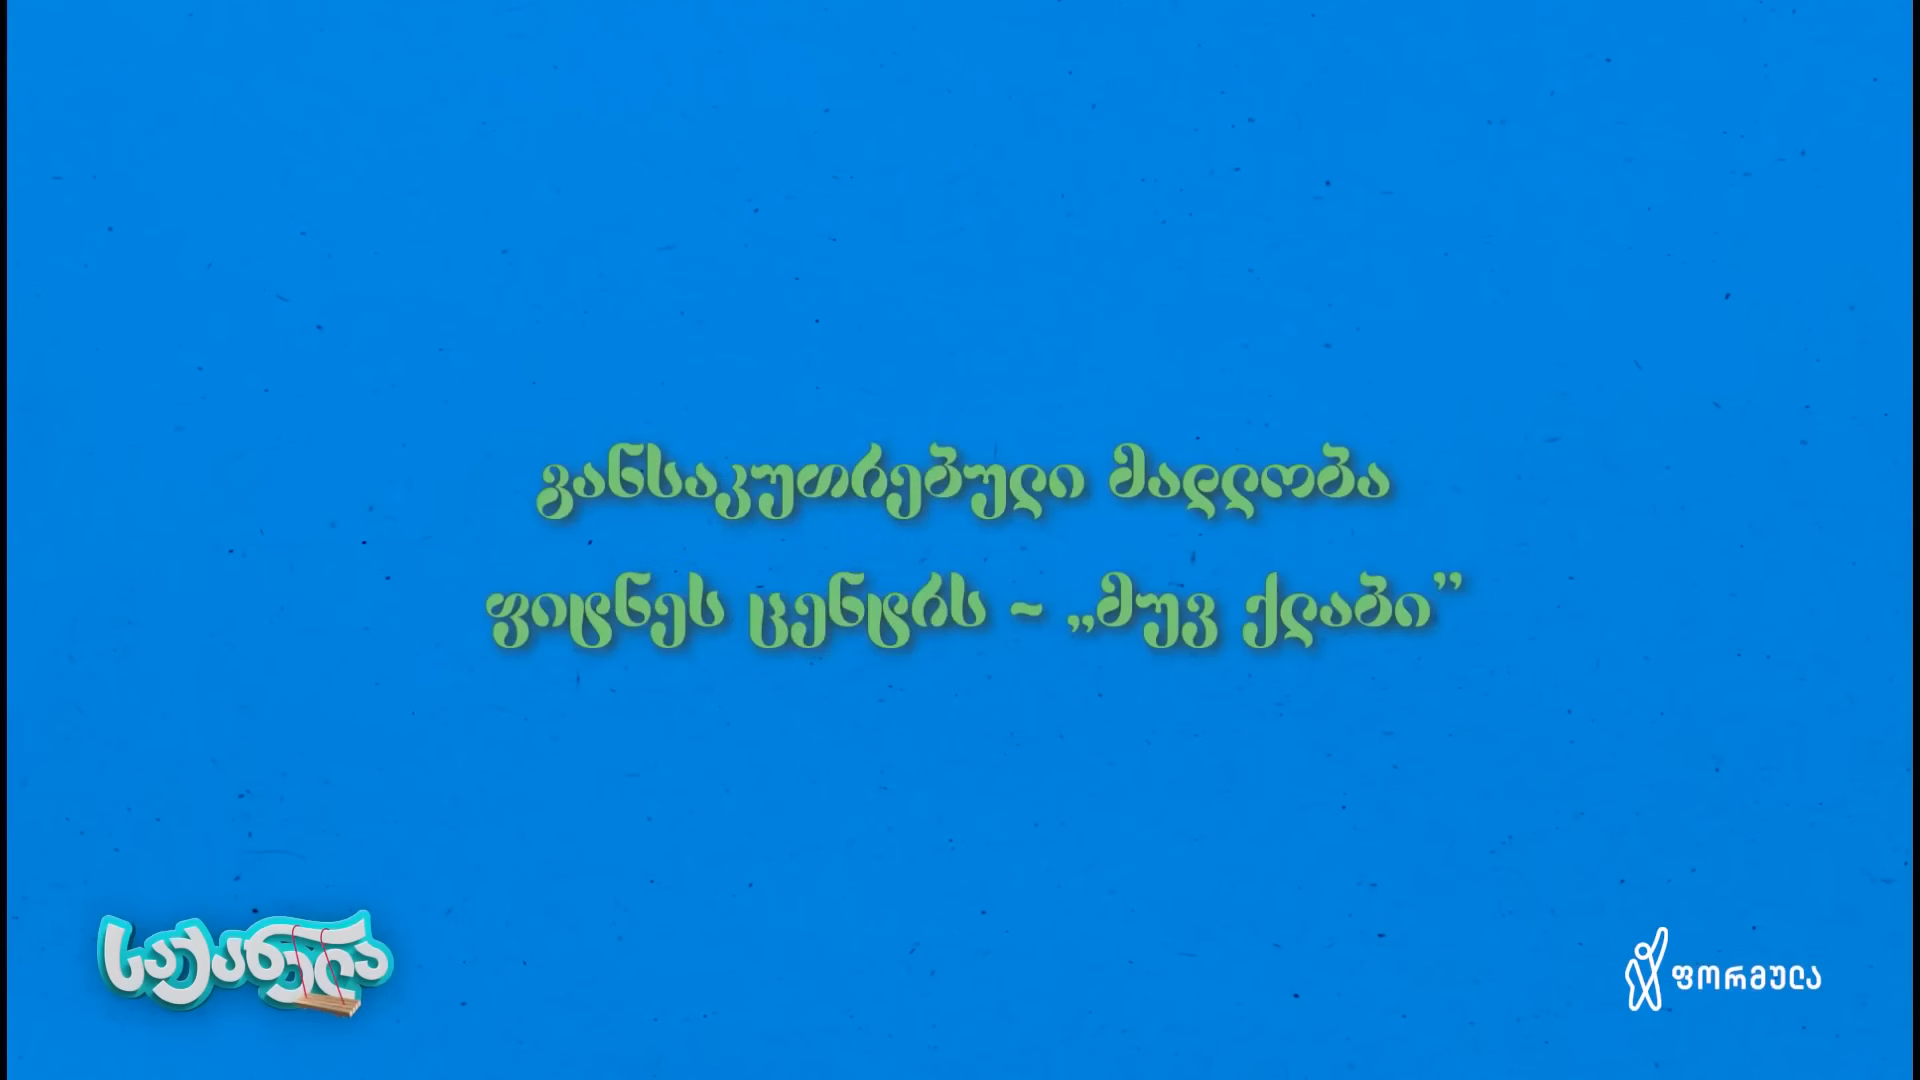 განსაკუთრებული მადლობა
ფიტნეს ცენტრს - „მუვ ქლაბი”
საქანელა
ფორმულა